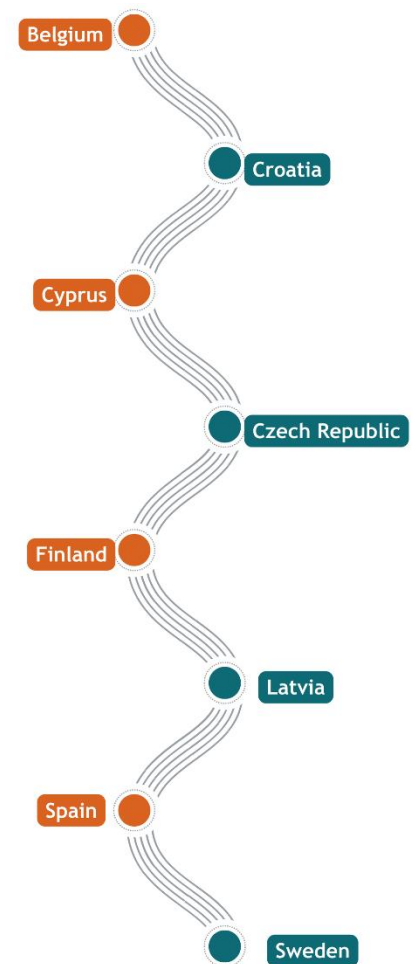 Belgium
Croatia
Cyprus
Czech Republic
Finland
Latvia
Spain
Sweden